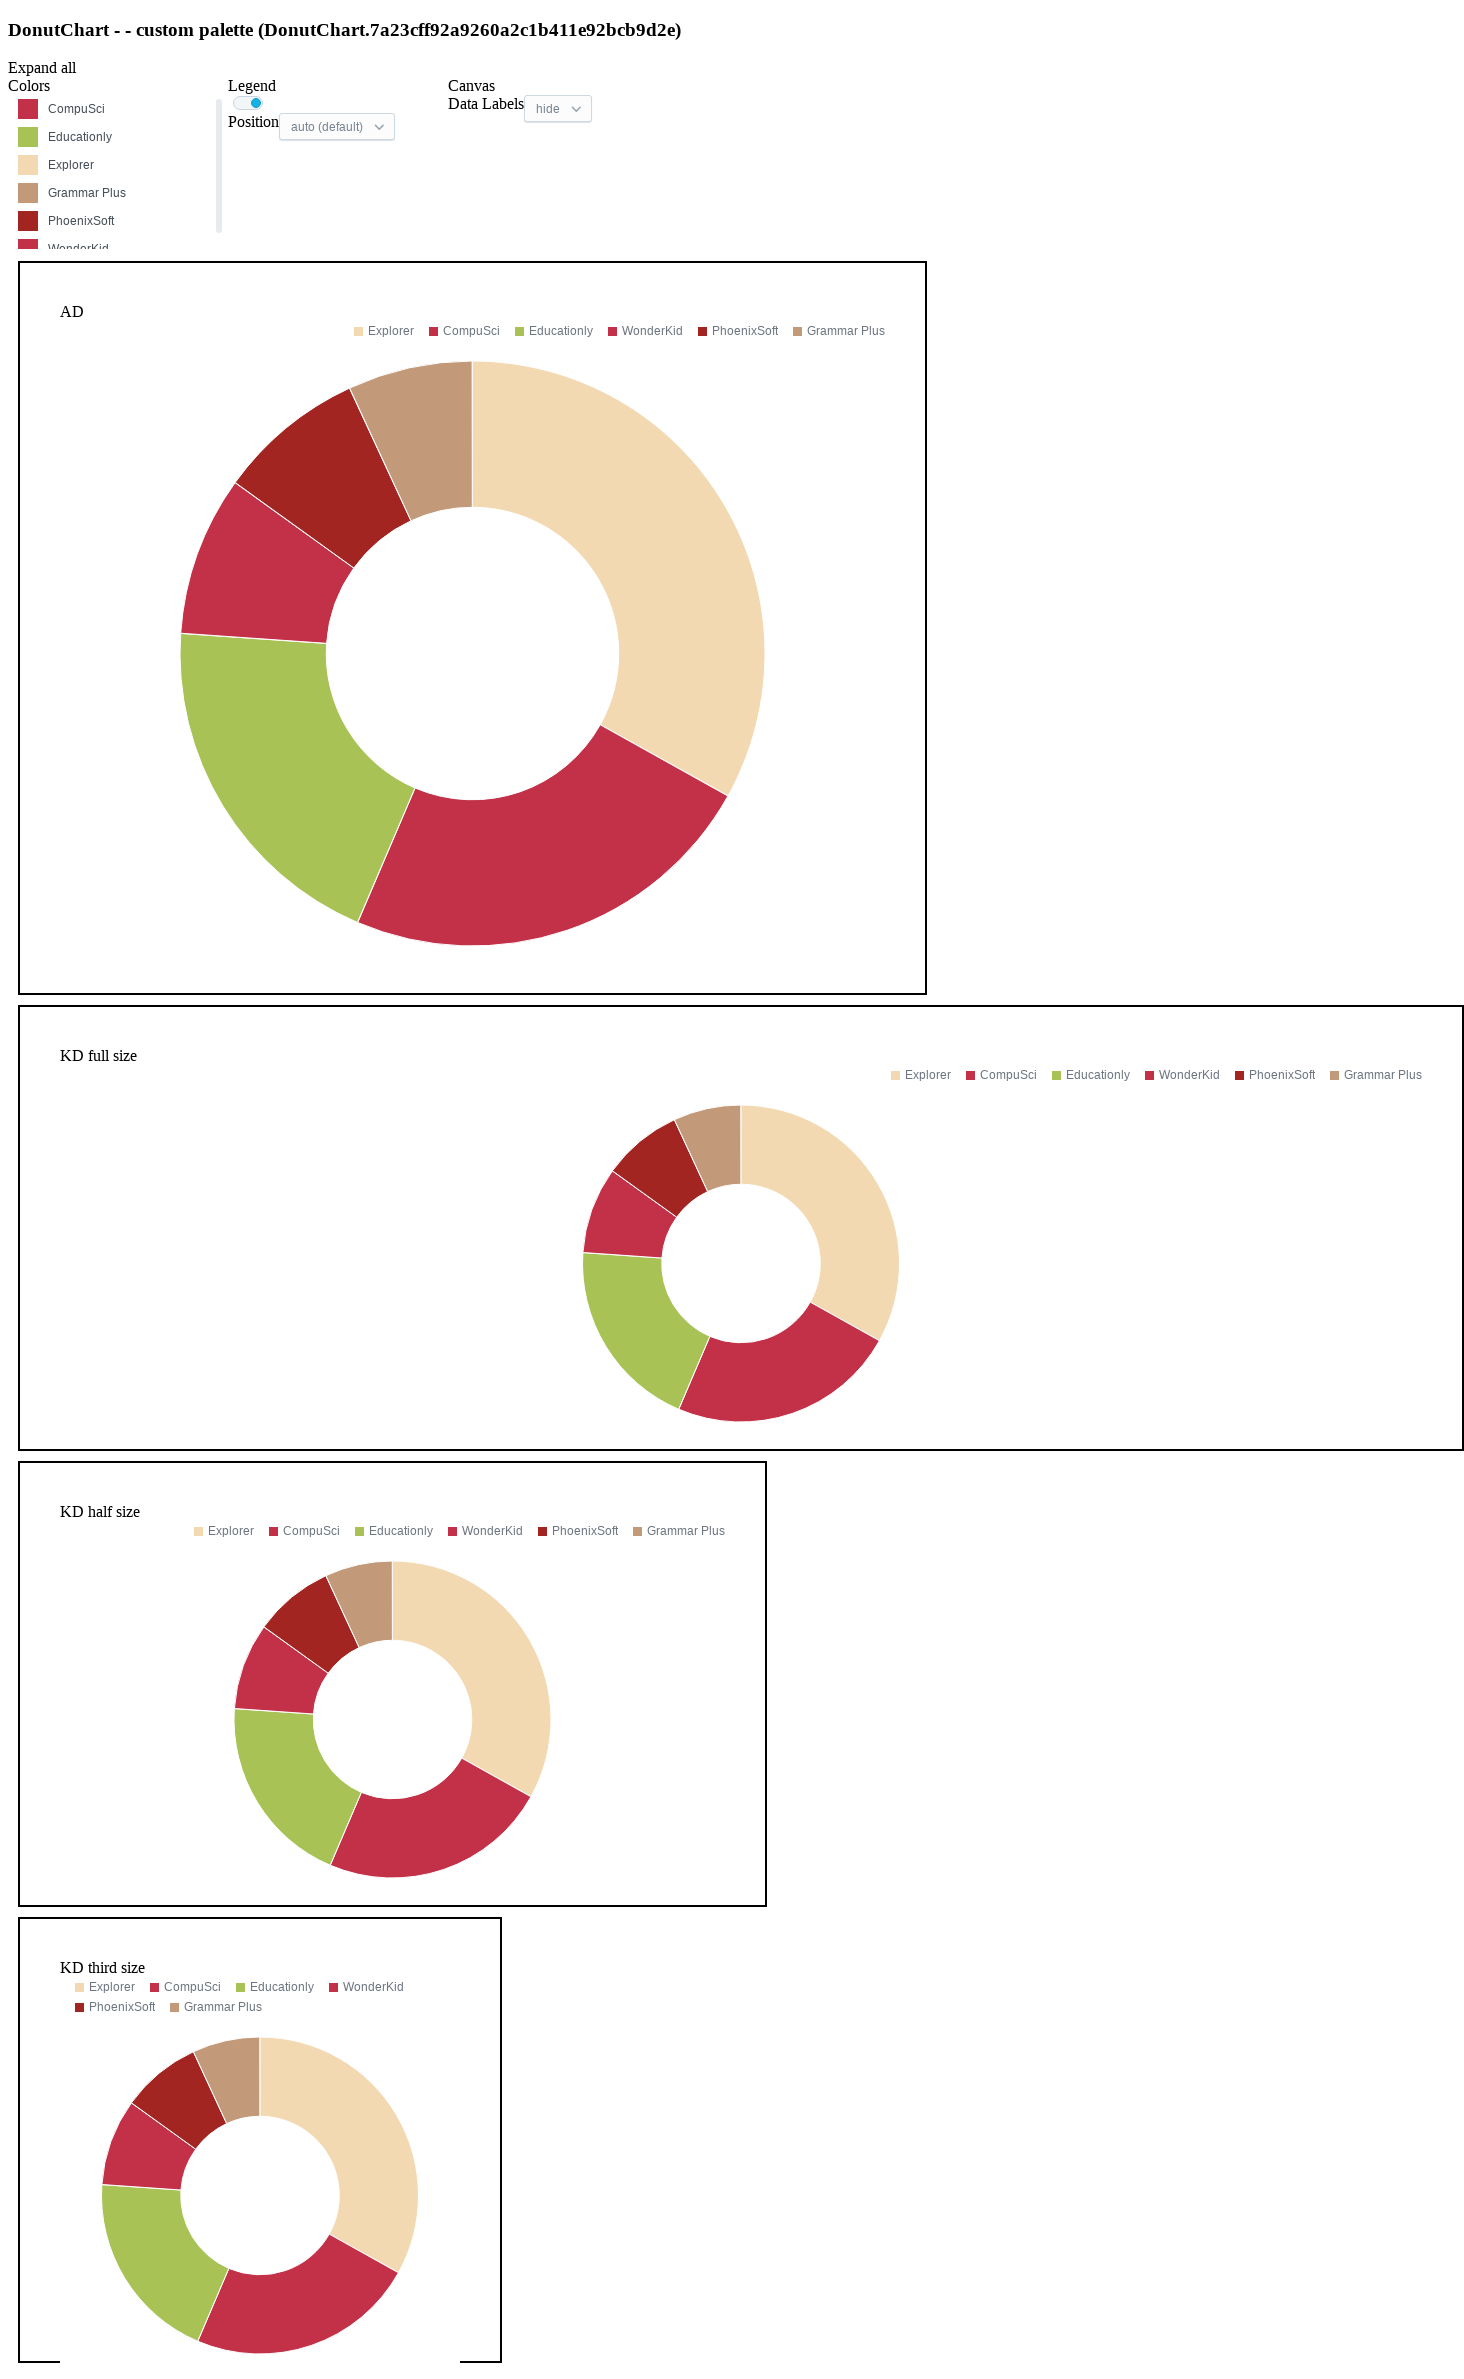 DonutChart - - custom palette (DonutChart.7a23cff92a9260a2c1b411e92bcb9d2e)
Expand all
Colors
CompuSci
Educationly
Explorer
Grammar Plus
PhoenixSoft
WonderKid
Legend
Position auto (default)
Canvas
Data Labels hide
AD
Explorer CompuSci Educationly WonderKid PhoenixSoft Grammar Plus
KD full size
Explorer CompuSci Educationly WonderKid PhoenixSoft Grammar Plus
KD half size
Explorer CompuSci Educationly WonderKid PhoenixSoft Grammar Plus
KD third size
Explorer CompuSci Educationly WonderKid
PhoenixSoft Grammar Plus